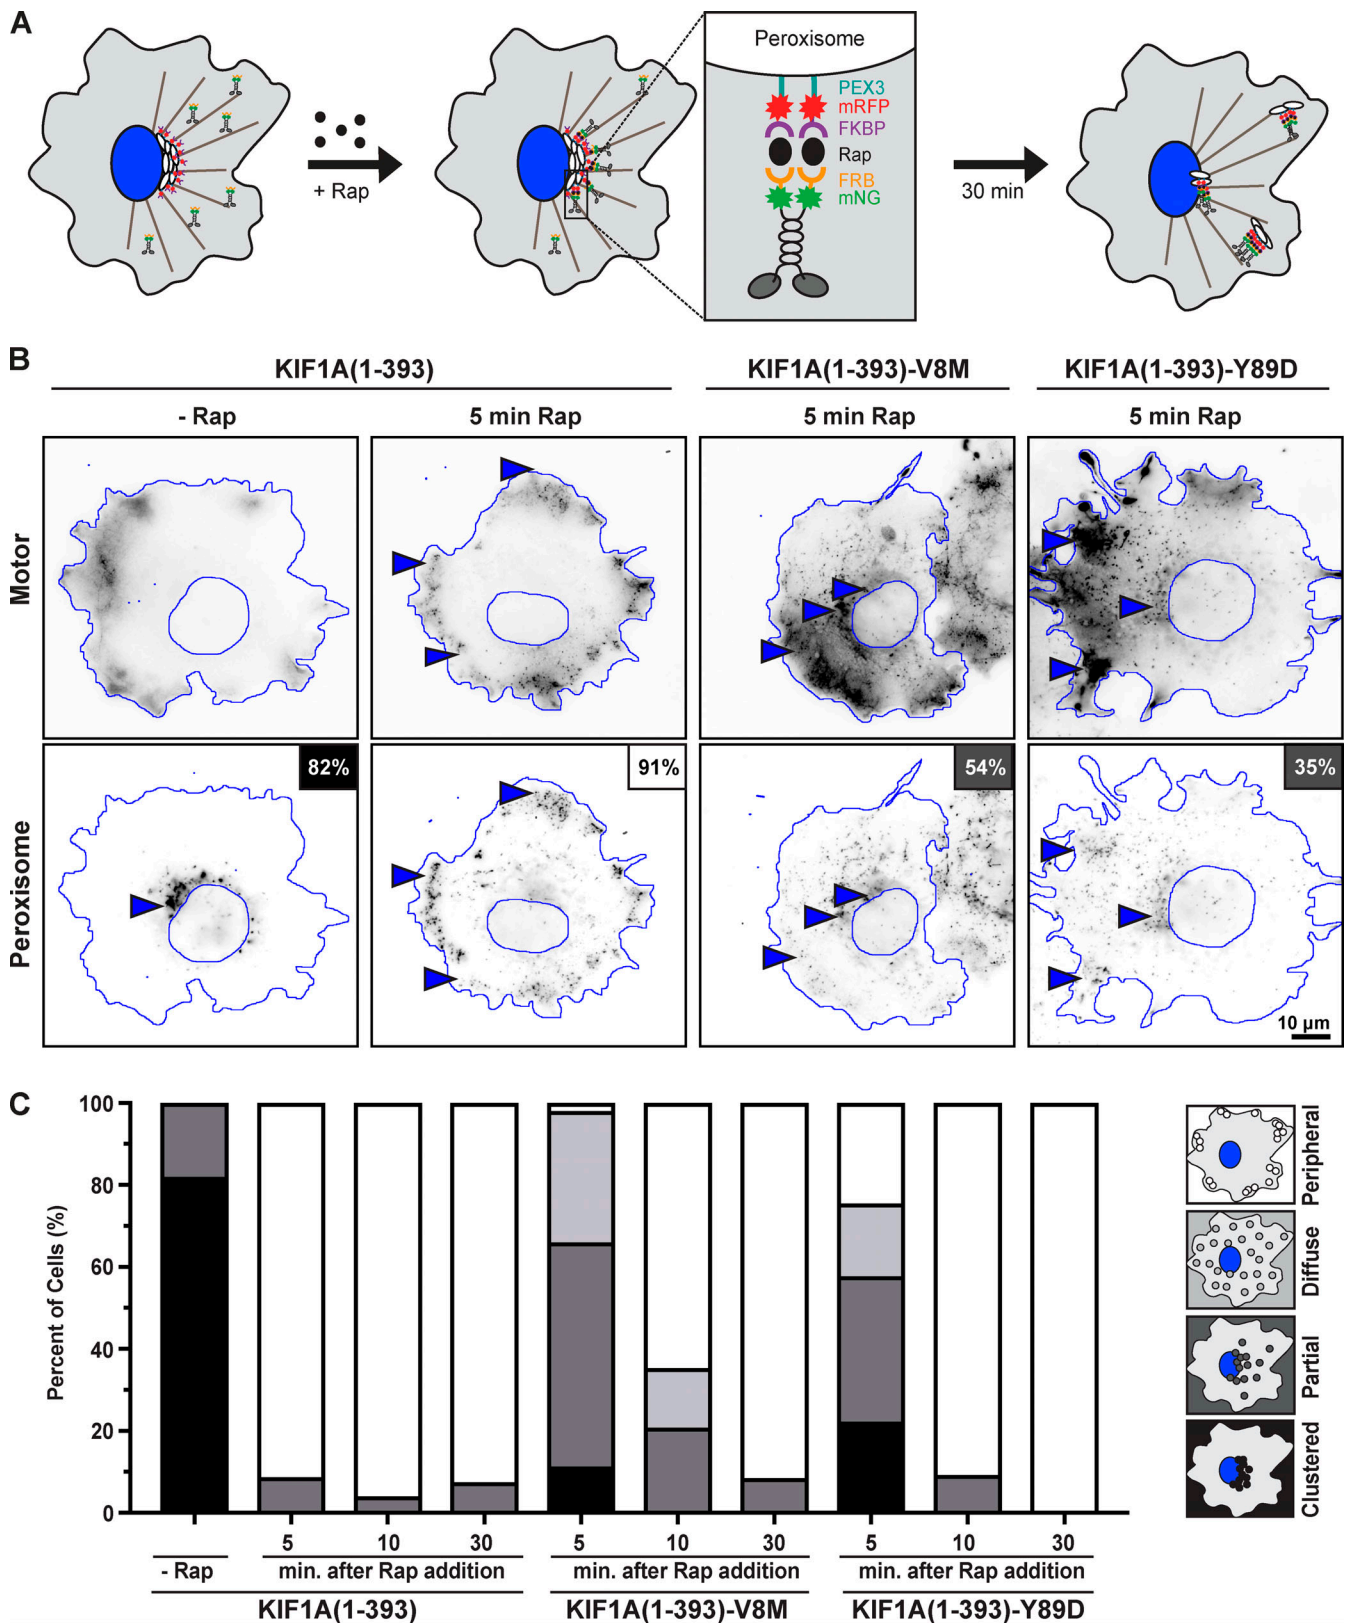 A
+ Rap
Peroxisome
PEX3
mRFP
FKBP
Rap
FRB
mNG
30 min
B
KIF1A(1-393)
KIF1A(1-393)-V8M
KIF1A(1-393)-Y89D
- Rap
5 min Rap
5 min Rap
5 min Rap
Motor
Peroxisome
82%
91%
54%
35%
10 µm
C
Percent of Cells (%)
100
80
60
40
20
0
Peripheral
Diffuse
Partial
Clustered
5 10 30 5 10 30 5 10 30
- Rap min. after Rap addition min. after Rap addition min. after Rap addition
KIF1A(1-393) KIF1A(1-393)-V8M KIF1A(1-393)-Y89D